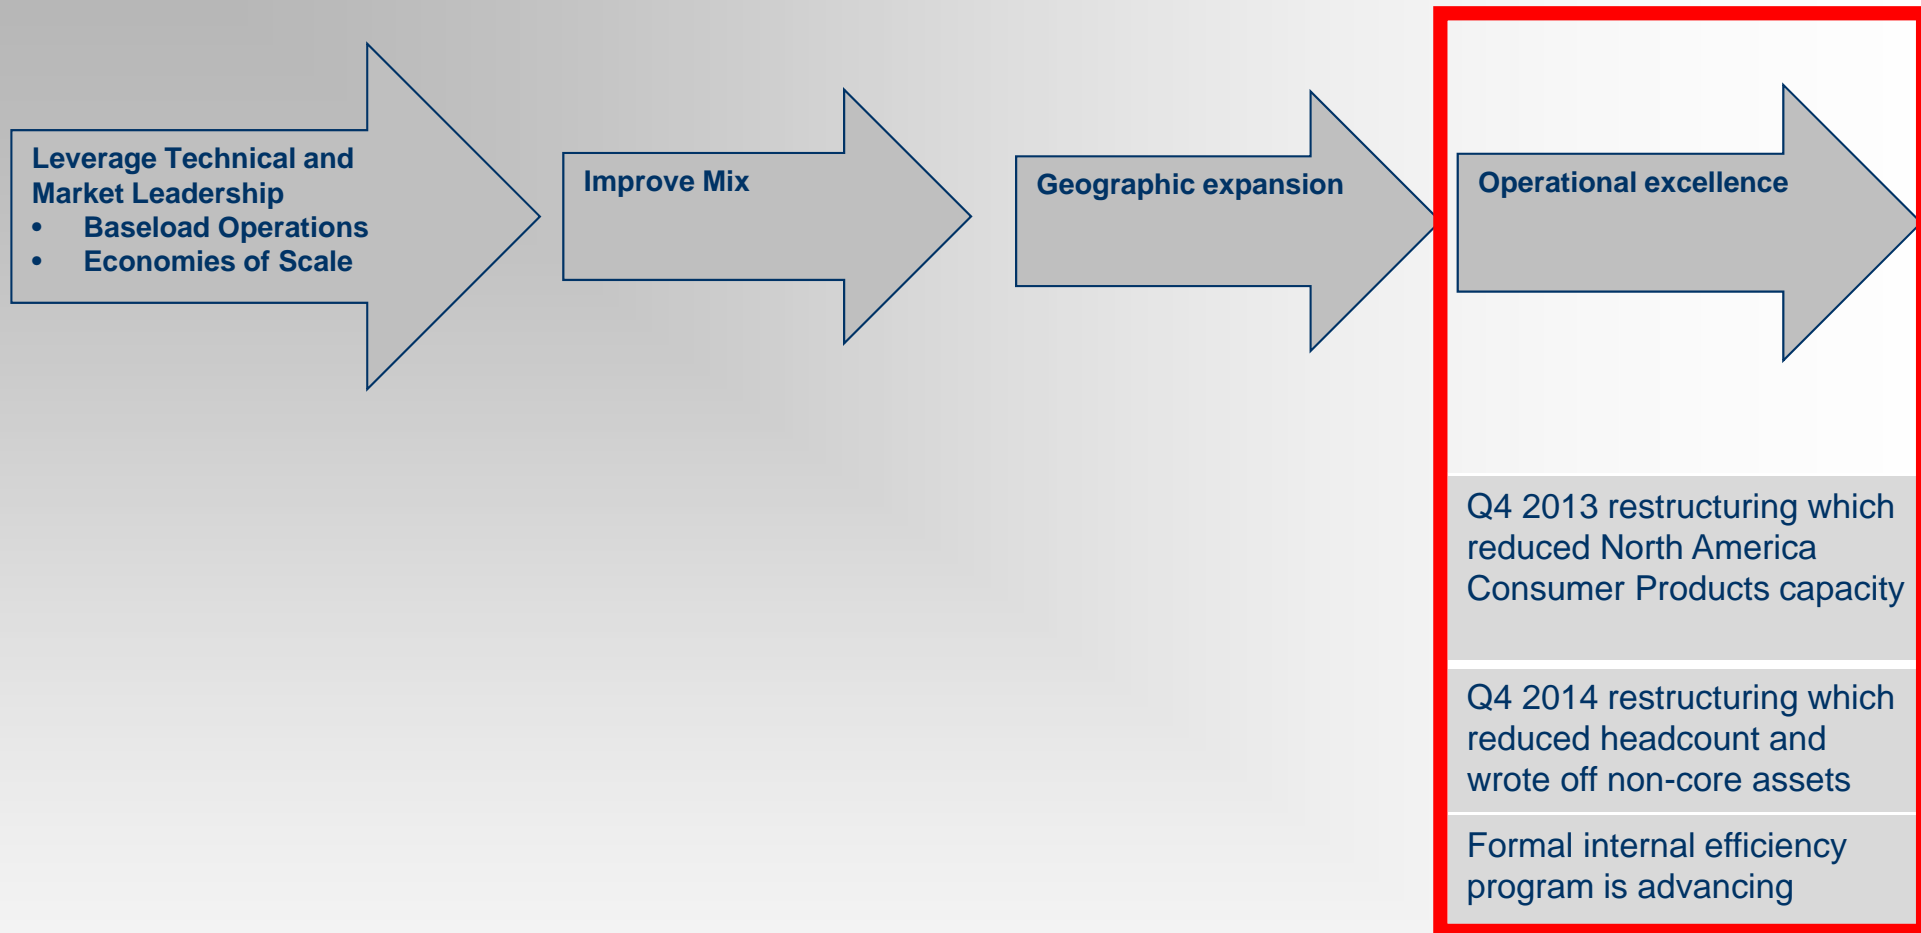 Leverage Technical and
Market Leadership
• Baseload Operations
• Economies of Scale
Improve Mix
Geographic expansion
Operational excellence
Q4 2013 restructuring which
reduced North America
Consumer Products capacity
Q4 2014 restructuring which
reduced headcount and
wrote off non-core assets
Formal internal efficiency
program is advancing